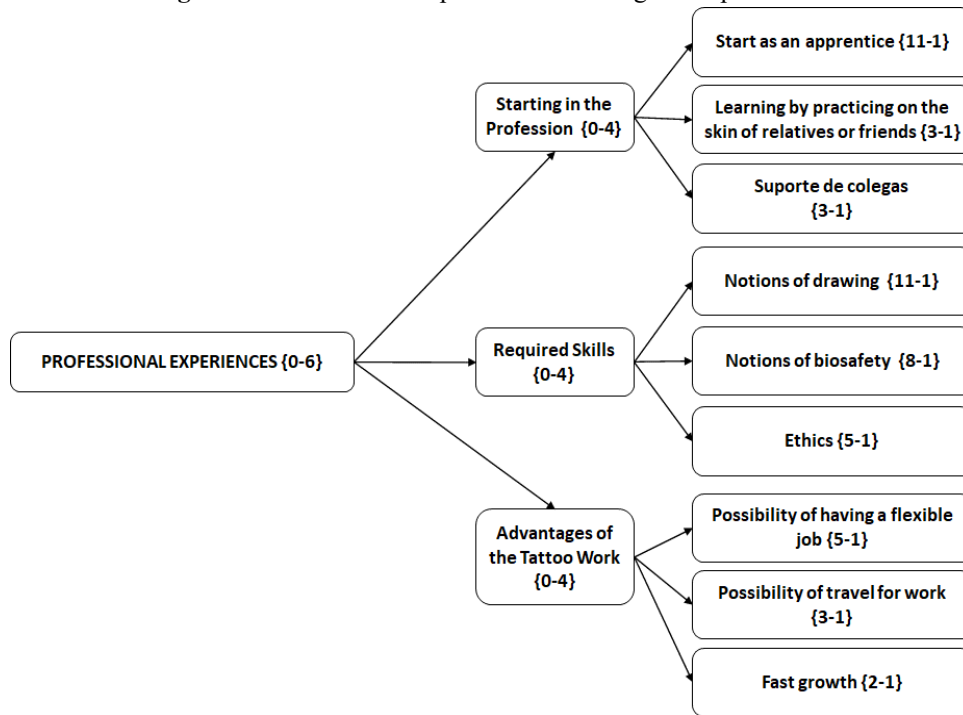 Start as an apprentice {11-1}
Starting in the
Profession {0-4}
Learning by practicing on the
skin of relatives or friends {3-1}
Suporte de colegas
{3-1}
Notions of drawing {11-1}
PROFESSIONAL EXPERIENCES {0-6}
Required Skills
{0-4}
Notions of biosafety {8-1}
Ethics {5-1}
Advantages of
the Tattoo Work
{0-4}
Possibility of having a flexible
job {5-1}
Possibility of travel for work
{3-1}
Fast growth {2-1}